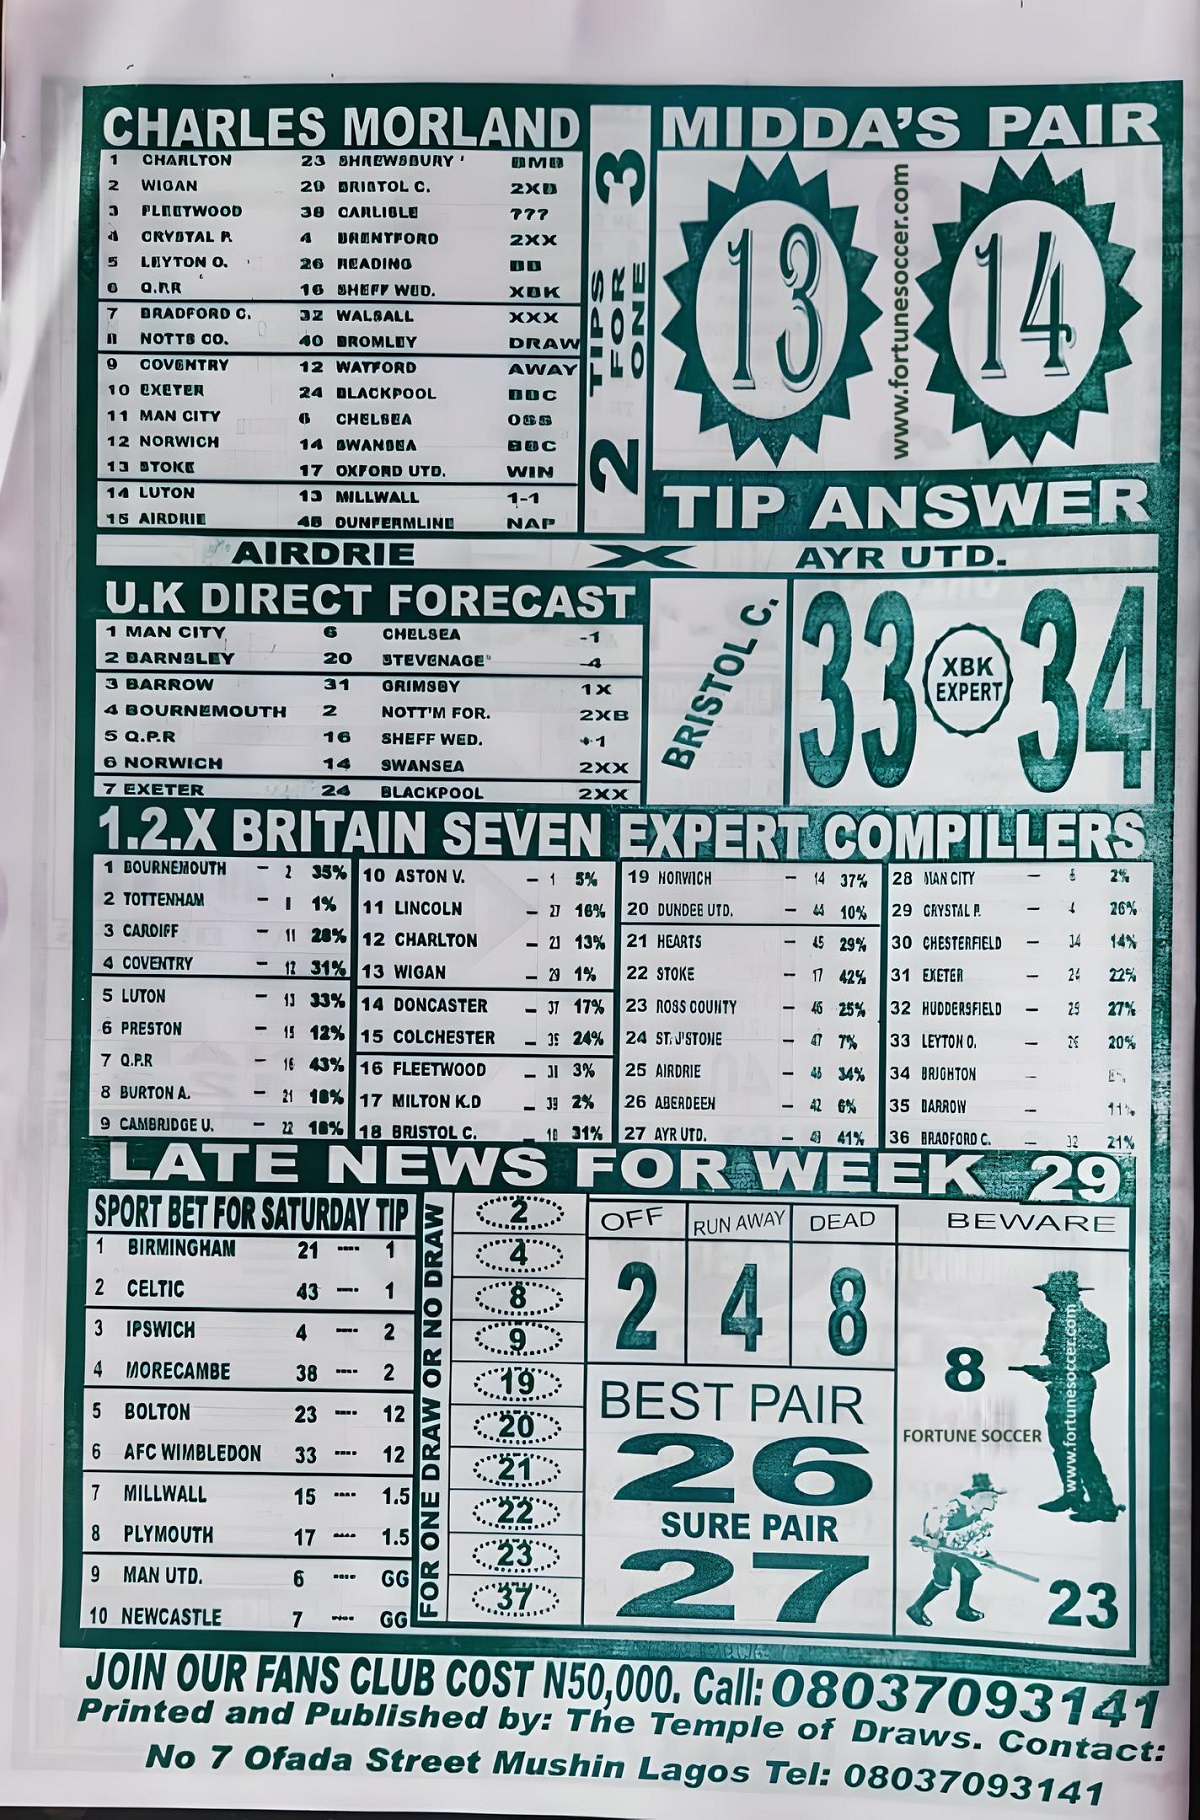 CHARLES MORLAND
1 CHARLTON 23 SHREWSBURY
2 WIGAN 29 BRISTOL C. 2XB
3 FLEETWOOD 38 CARLISLE 777
4 CRYSTAL P. 4 BRENTFORD 2XX
5 LEYTON O. 26 READING BB
6 Q.P.R 16 SHEFF WED. XBK
7 BRADFORD C. 32 WALSALL XXX
8 NOTTS CO. 40 BROMLEY DRAW
9 COVENTRY 12 WATFORD AWAY
10 EXETER 24 BLACKPOOL BBC
11 MAN CITY 6 CHELSEA OSS
12 NORWICH 14 SWANSEA BBC
13 STOKE 17 OXFORD UTD. WIN
14 LUTON 13 MILLWALL 1-1
15 AIRDRIE 48 DUNFERMLINE NAP
2 TIPS FOR 3 ONE
MIDDA'S PAIR
13 14
www.fortunesoccer.com
TIP ANSWER
AIRDRIE X AYR UTD.
U.K DIRECT FORECAST
1 MAN CITY 6 CHELSEA -1
2 BARNSLEY 20 STEVENAGE -4
3 BARROW 31 GRIMSBY 1X
4 BOURNEMOUTH 2 NOTT'M FOR. 2XB
5 Q.P.R 16 SHEFF WED. +1
6 NORWICH 14 SWANSEA 2XX
7 EXETER 24 BLACKPOOL 2XX
BRISTOL C.
33 XBK EXPERT 34
1.2.X BRITAIN SEVEN EXPERT COMPILLERS
1 BOURNEMOUTH – 2 35%
2 TOTTENHAM – 8 1%
3 CARDIFF – 11 28%
4 COVENTRY – 12 31%
5 LUTON – 13 33%
6 PRESTON – 15 12%
7 Q.P.R – 16 43%
8 BURTON A. – 21 18%
9 CAMBRIDGE U. – 22 18%
10 ASTON V. – 1 5%
11 LINCOLN – 27 16%
12 CHARLTON – 23 13%
13 WIGAN – 29 1%
14 DONCASTER – 37 17%
15 COLCHESTER – 35 24%
16 FLEETWOOD – 38 3%
17 MILTON K.D – 39 2%
18 BRISTOL C. – 18 31%
19 NORWICH – 14 37%
20 DUNDEE UTD. – 44 10%
21 HEARTS – 45 29%
22 STOKE – 17 42%
23 ROSS COUNTY – 46 25%
24 ST. J'STONE – 47 7%
25 AIRDRIE – 48 34%
26 ABERDEEN – 42 6%
27 AYR UTD. – 49 41%
28 MAN CITY – 6 2%
29 CRYSTAL P. – 4 26%
30 CHESTERFIELD – 34 14%
31 EXETER – 24 22%
32 HUDDERSFIELD – 25 27%
33 LEYTON O. – 26 20%
34 BRIGHTON –
35 BARROW – 11%
36 BRADFORD C. – 32 21%
LATE NEWS FOR WEEK 29
SPORT BET FOR SATURDAY TIP
1 BIRMINGHAM 21 ---- 1
2 CELTIC 43 ---- 1
3 IPSWICH 4 ---- 2
4 MORECAMBE 38 ---- 2
5 BOLTON 23 ---- 12
6 AFC WIMBLEDON 33 ---- 12
7 MILLWALL 15 ---- 1.5
8 PLYMOUTH 17 ---- 1.5
9 MAN UTD. 6 ---- GG
10 NEWCASTLE 7 ---- GG
FOR ONE DRAW OR NO DRAW
2
4
8
9
19
20
21
22
23
37
OFF RUN AWAY DEAD
2 4 8
BEST PAIR
26
SURE PAIR
27
BEWARE
8
FORTUNE SOCCER
www.fortunesoccer.com
23
JOIN OUR FANS CLUB COST N50,000. Call: 08037093141
Printed and Published by: The Temple of Draws. Contact:
No 7 Ofada Street Mushin Lagos Tel: 08037093141